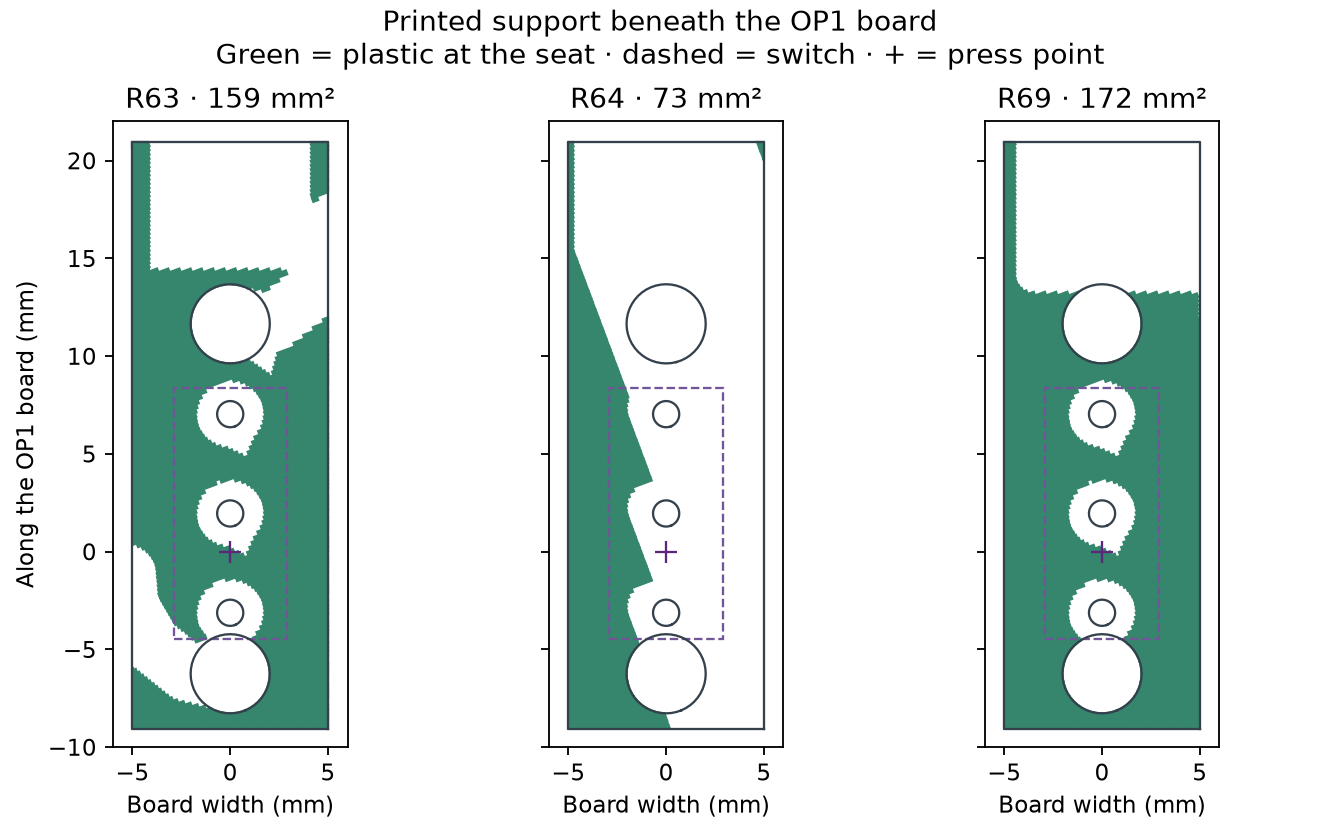 Printed support beneath the OP1 board
Green = plastic at the seat · dashed = switch · + = press point
R63 · 159 mm²
R64 · 73 mm²
R69 · 172 mm²
Along the OP1 board (mm)
20
15
10
5
0
−5
−10
−5 0 5
−5 0 5
−5 0 5
Board width (mm)
Board width (mm)
Board width (mm)